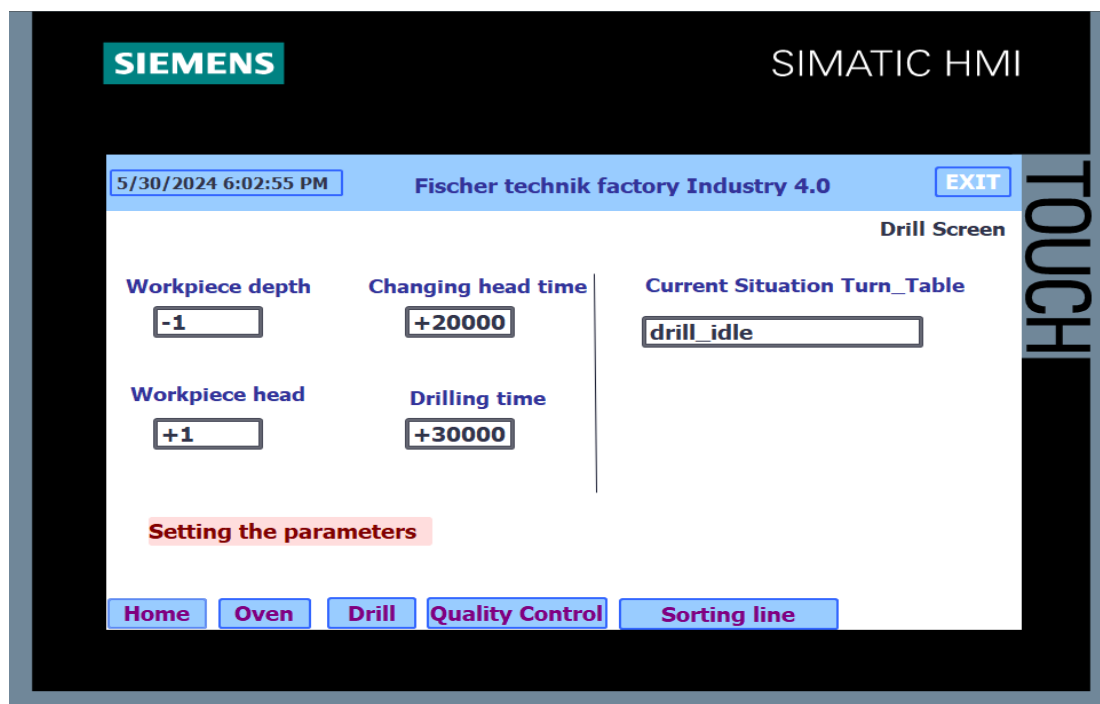 SIEMENS
SIMATIC HMI
TOUCH
5/30/2024 6:02:55 PM
Fischer technik factory Industry 4.0
EXIT
Drill Screen
Workpiece depth
-1
Changing head time
+20000
Current Situation Turn_Table
drill_idle
Workpiece head
+1
Drilling time
+30000
Setting the parameters
Home
Oven
Drill
Quality Control
Sorting line